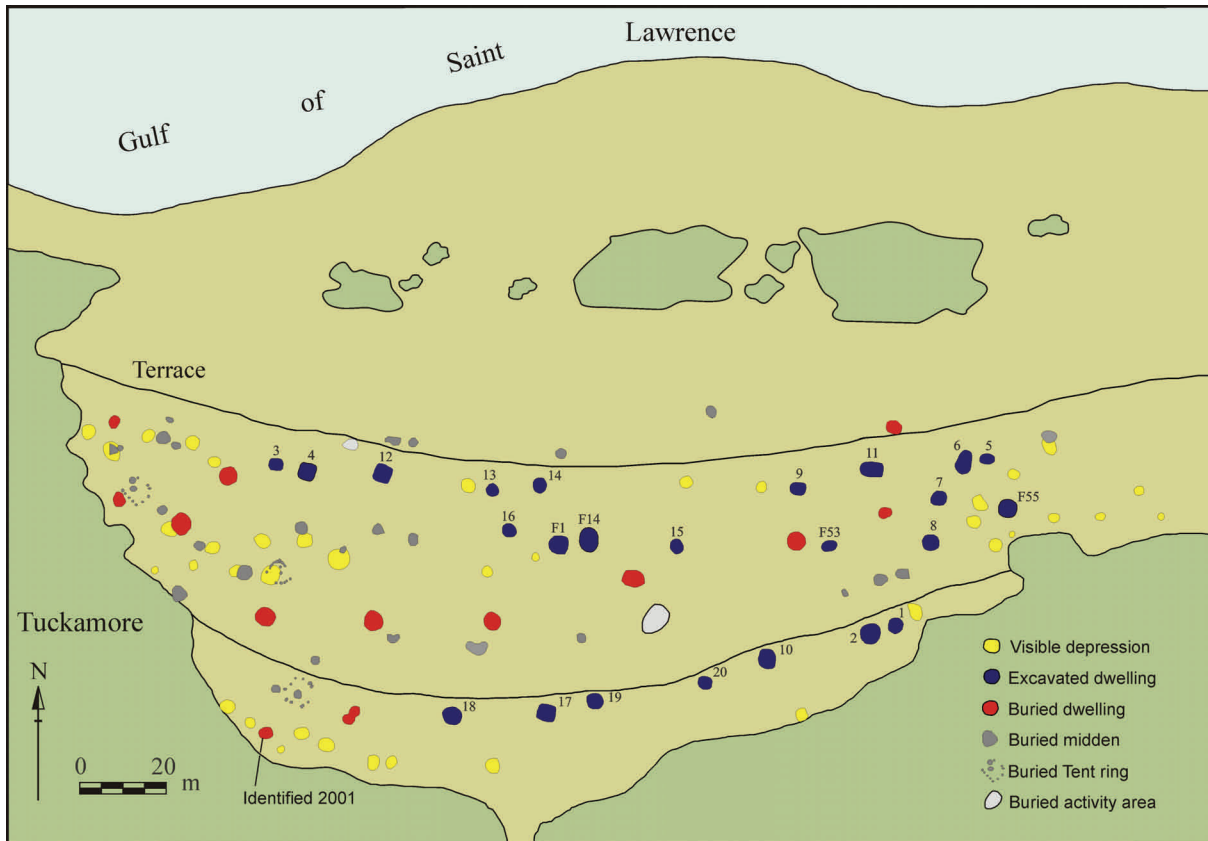 Gulf of Saint Lawrence
Terrace
3
4
12
13
14
9
11
6
5
7
F55
16
F1
F14
15
F53
8
Tuckamore
1
2
10
20
19
17
18
N
0 20
m
Identified 2001
Visible depression
Excavated dwelling
Buried dwelling
Buried midden
Buried Tent ring
Buried activity area